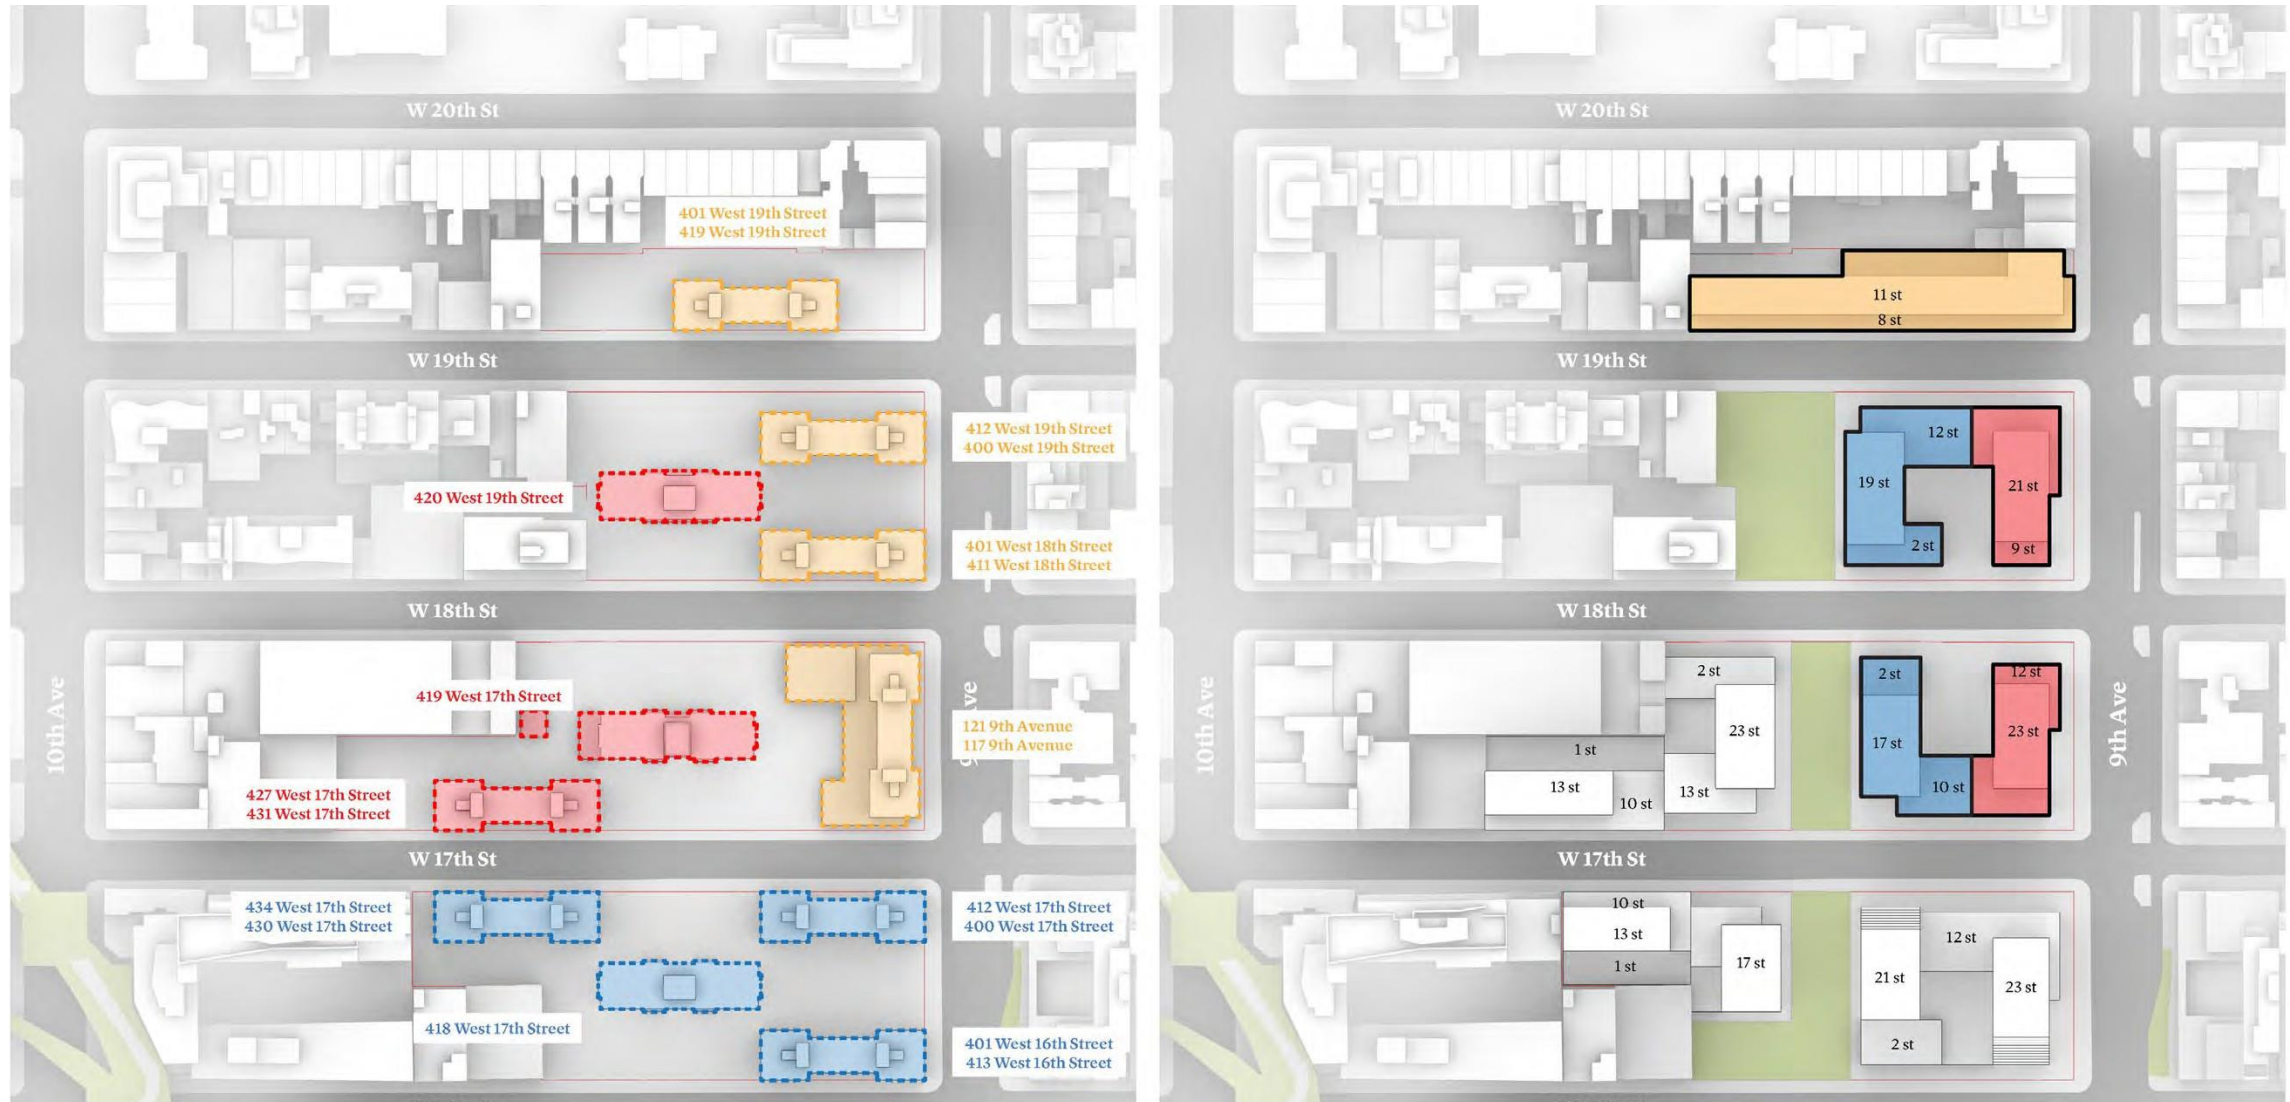 W 20th St
401 West 19th Street
419 West 19th Street
W 19th St
412 West 19th Street
400 West 19th Street
420 West 19th Street
401 West 18th Street
411 West 18th Street
W 18th St
10th Ave
419 West 17th Street
9 Ave
121 9th Avenue
117 9th Avenue
427 West 17th Street
431 West 17th Street
W 17th St
434 West 17th Street
430 West 17th Street
412 West 17th Street
400 West 17th Street
418 West 17th Street
401 West 16th Street
413 West 16th Street
W 20th St
11 st
8 st
W 19th St
12 st
19 st
21 st
2 st
9 st
W 18th St
10th Ave
9th Ave
2 st
2 st
12 st
23 st
23 st
17 st
1 st
13 st
13 st
10 st
10 st
W 17th St
10 st
13 st
1 st
17 st
12 st
21 st
23 st
2 st